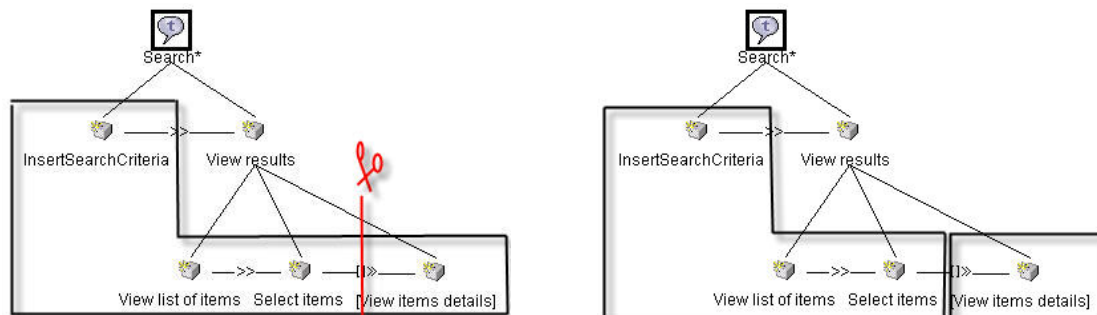 t
Search*
InsertSearchCriteria >> View results
View list of items >> Select items []» [View items details]
t
Search*
InsertSearchCriteria >> View results
View list of items >> Select items []» [View items details]